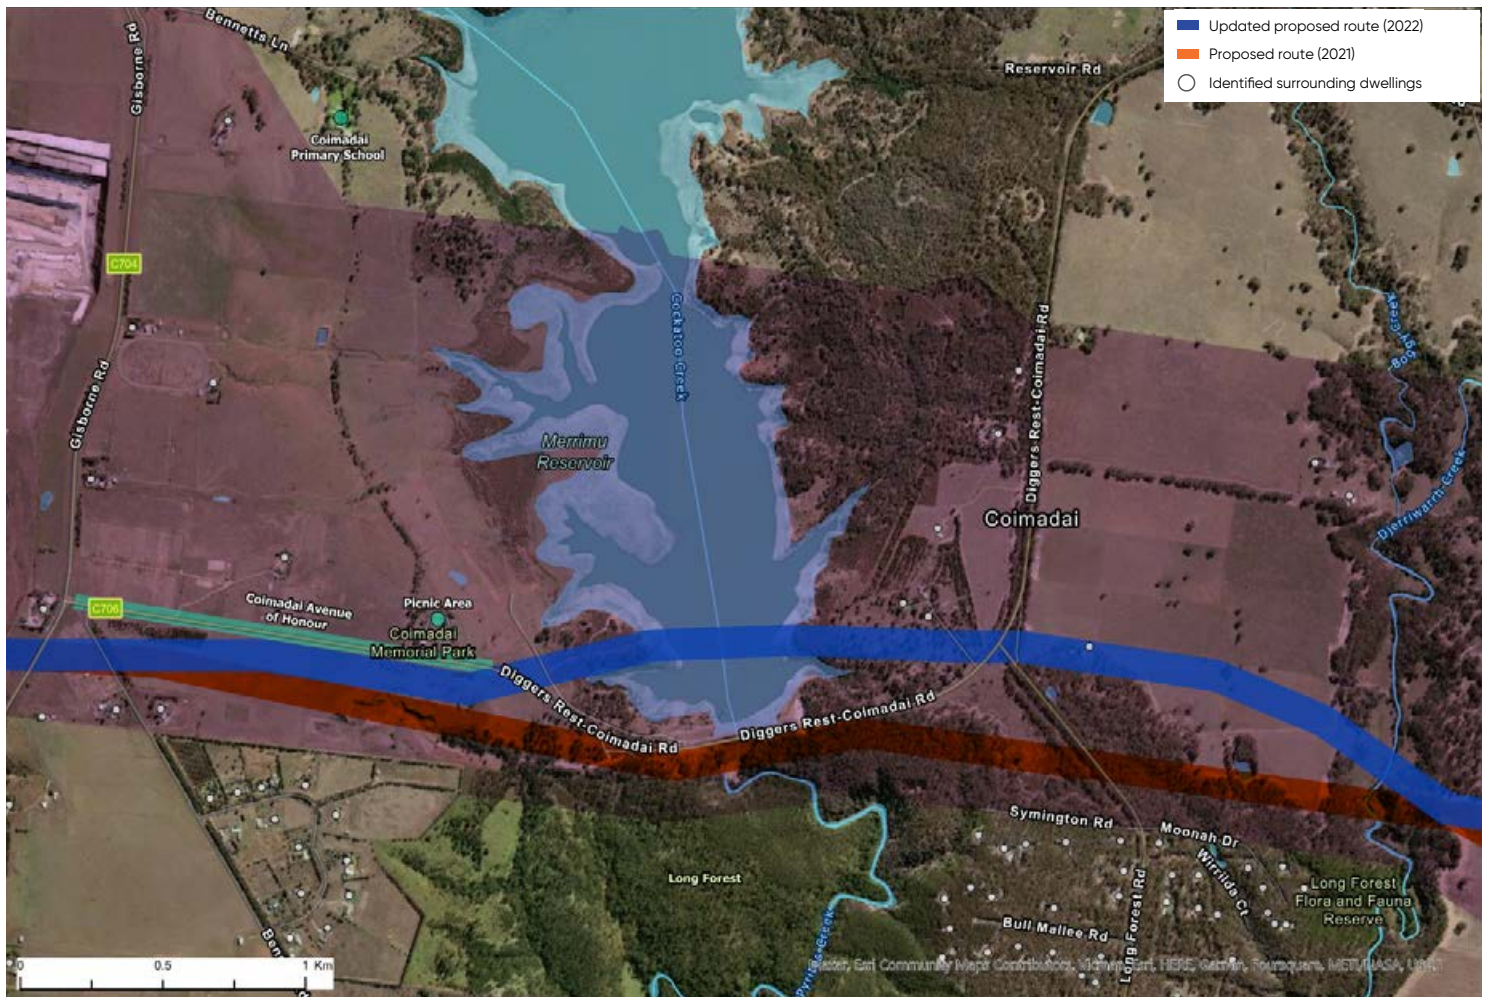 Updated proposed route (2022)
Proposed route (2021)
Identified surrounding dwellings
Bennetts Ln
Gisborne Rd
Reservoir Rd
Coimadai
Primary School
C704
Cockatoo Creek
Diggers Rest-Coimadai Rd
Gisborne Rd
Merrimu
Reservoir
Coimadai
Djerriwarrh Creek
C706
Coimadai Avenue
of Honour
Picnic Area
Coimadai
Memorial Park
Diggers Rest-Coimadai Rd
Diggers Rest-Coimadai Rd
Symington Rd
Moonah Dr
Wirrilda Ct
Long Forest
Long Forest
Flora and Fauna
Reserve
Long Forest Rd
Bull Mallee Rd
0 0.5 1 Km